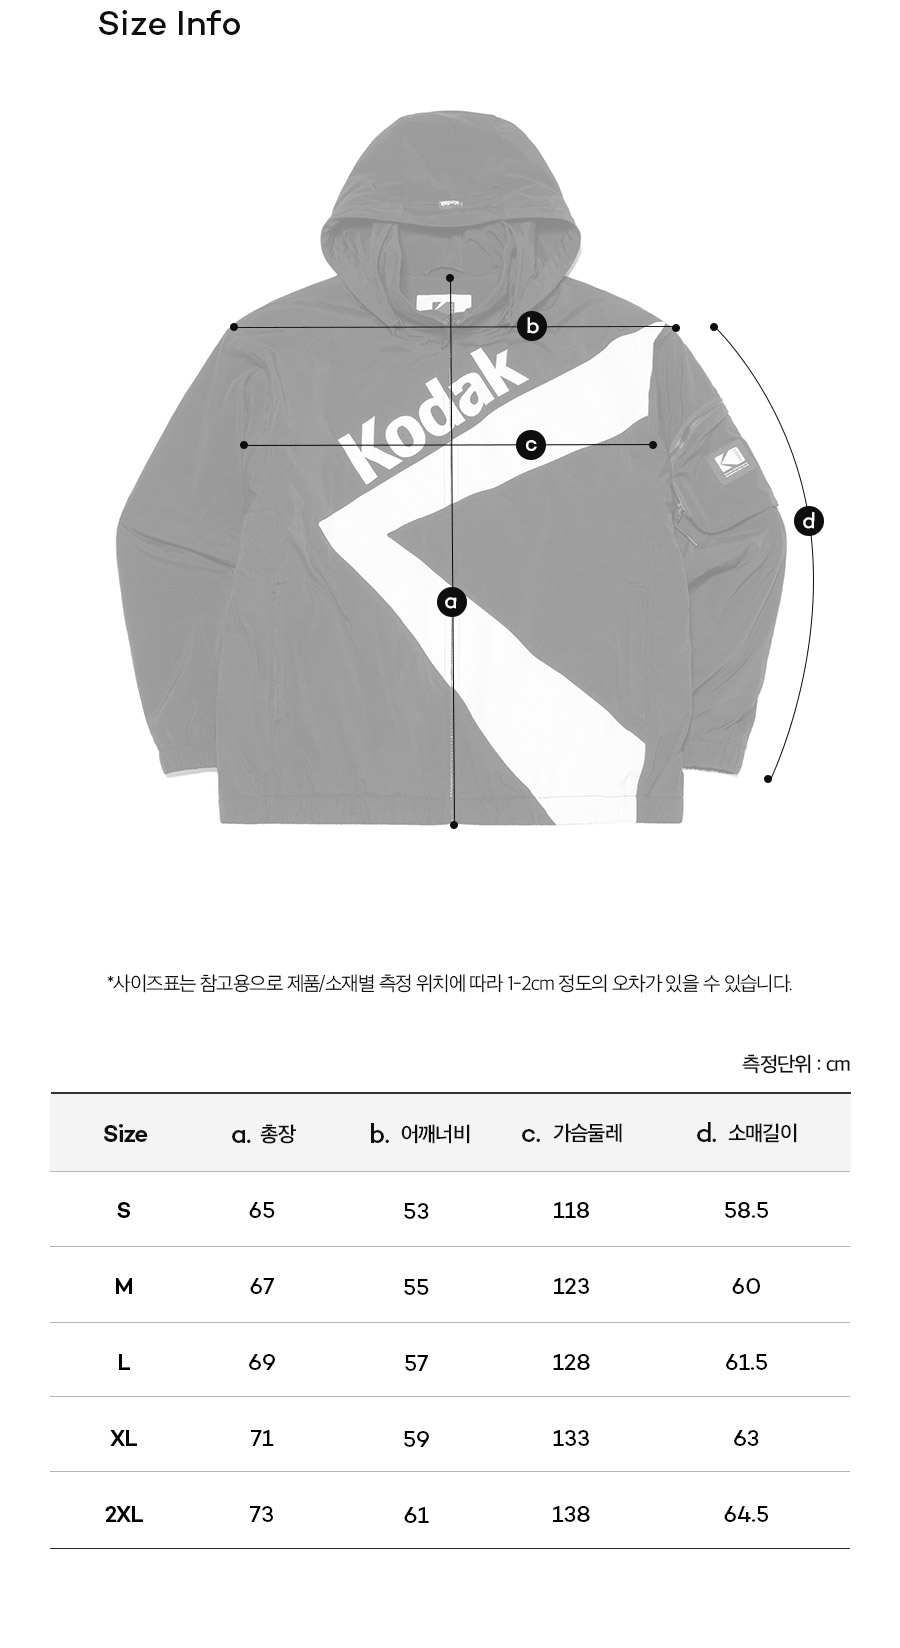 Size Info
Kodak
b
Kodak
c
d
a
*사이즈표는 참고용으로 제품/소재별 측정 위치에 따라 1-2cm 정도의 오차가 있을 수 있습니다.
측정단위 : cm
Size a. 총장 b. 어깨너비 c. 가슴둘레 d. 소매길이
S 65 53 118 58.5
M 67 55 123 60
L 69 57 128 61.5
XL 71 59 133 63
2XL 73 61 138 64.5